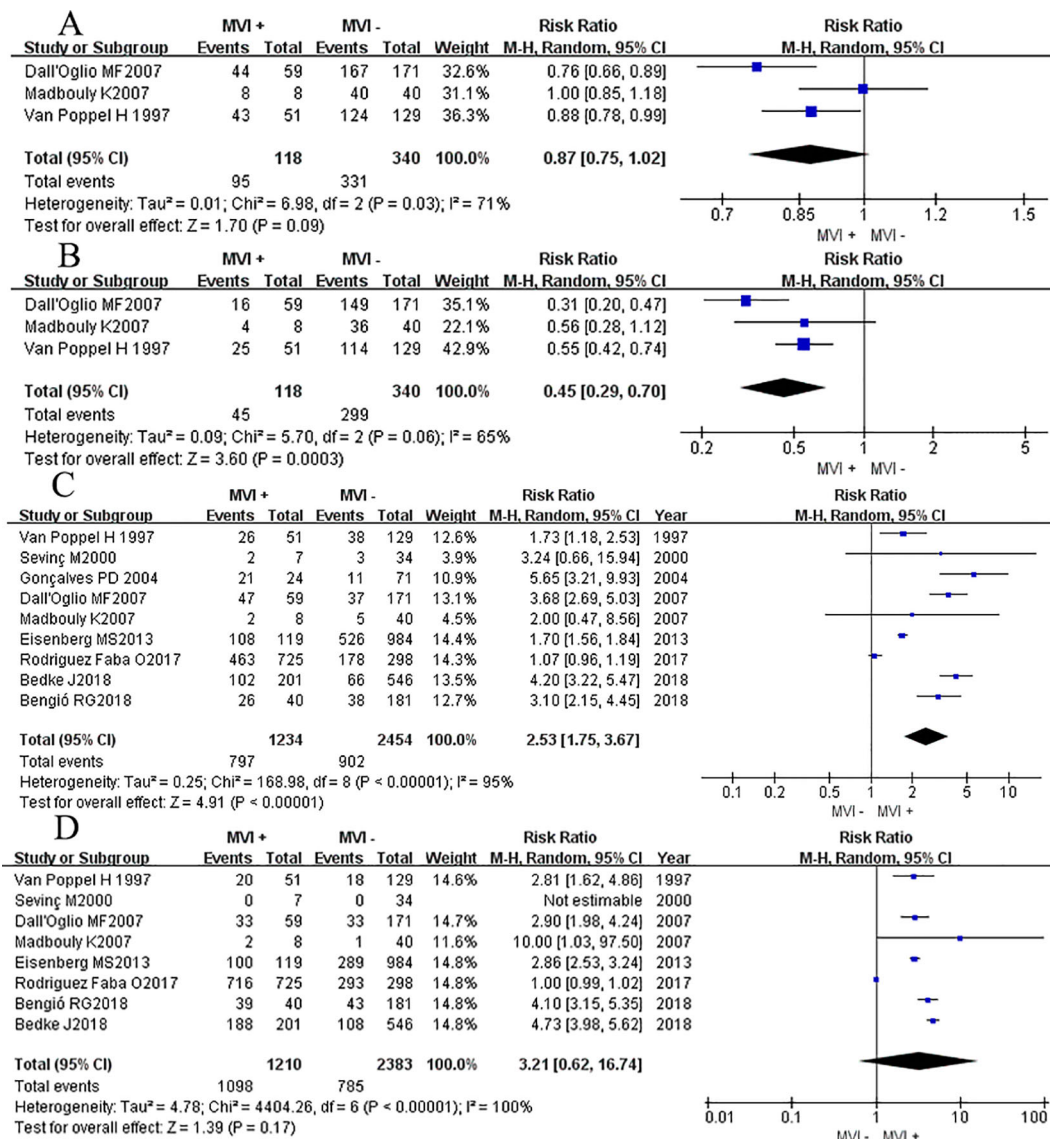 A
MVI + MVI - Risk Ratio Risk Ratio
Study or Subgroup Events Total Events Total Weight M-H, Random, 95% CI M-H, Random, 95% CI
Dall'Oglio MF2007 44 59 167 171 32.6% 0.76 [0.66, 0.89]
Madbouly K2007 8 8 40 40 31.1% 1.00 [0.85, 1.18]
Van Poppel H 1997 43 51 124 129 36.3% 0.88 [0.78, 0.99]
Total (95% CI) 118 340 100.0% 0.87 [0.75, 1.02]
Total events 95 331
Heterogeneity: Tau² = 0.01; Chi² = 6.98, df = 2 (P = 0.03); I² = 71%
Test for overall effect: Z = 1.70 (P = 0.09)
0.7 0.85 1 1.2 1.5
MVI + MVI -
B
MVI + MVI - Risk Ratio Risk Ratio
Study or Subgroup Events Total Events Total Weight M-H, Random, 95% CI M-H, Random, 95% CI
Dall'Oglio MF2007 16 59 149 171 35.1% 0.31 [0.20, 0.47]
Madbouly K2007 4 8 36 40 22.1% 0.56 [0.28, 1.12]
Van Poppel H 1997 25 51 114 129 42.9% 0.55 [0.42, 0.74]
Total (95% CI) 118 340 100.0% 0.45 [0.29, 0.70]
Total events 45 299
Heterogeneity: Tau² = 0.09; Chi² = 5.70, df = 2 (P = 0.06); I² = 65%
Test for overall effect: Z = 3.60 (P = 0.0003)
0.2 0.5 1 2 5
MVI + MVI -
C
MVI + MVI - Risk Ratio Risk Ratio
Study or Subgroup Events Total Events Total Weight M-H, Random, 95% CI Year M-H, Random, 95% CI
Van Poppel H 1997 26 51 38 129 12.6% 1.73 [1.18, 2.53] 1997
Sevinç M2000 2 7 3 34 3.9% 3.24 [0.66, 15.94] 2000
Gonçalves PD 2004 21 24 11 71 10.9% 5.65 [3.21, 9.93] 2004
Dall'Oglio MF2007 47 59 37 171 13.1% 3.68 [2.69, 5.03] 2007
Madbouly K2007 2 8 5 40 4.5% 2.00 [0.47, 8.56] 2007
Eisenberg MS2013 108 119 526 984 14.4% 1.70 [1.56, 1.84] 2013
Rodriguez Faba O2017 463 725 178 298 14.3% 1.07 [0.96, 1.19] 2017
Bedke J2018 102 201 66 546 13.5% 4.20 [3.22, 5.47] 2018
Bengió RG2018 26 40 38 181 12.7% 3.10 [2.15, 4.45] 2018
Total (95% CI) 1234 2454 100.0% 2.53 [1.75, 3.67]
Total events 797 902
Heterogeneity: Tau² = 0.25; Chi² = 168.98, df = 8 (P < 0.00001); I² = 95%
Test for overall effect: Z = 4.91 (P < 0.00001)
0.1 0.2 0.5 1 2 5 10
MVI - MVI +
D
MVI + MVI - Risk Ratio Risk Ratio
Study or Subgroup Events Total Events Total Weight M-H, Random, 95% CI Year M-H, Random, 95% CI
Van Poppel H 1997 20 51 18 129 14.6% 2.81 [1.62, 4.86] 1997
Sevinç M2000 0 7 0 34 Not estimable 2000
Dall'Oglio MF2007 33 59 33 171 14.7% 2.90 [1.98, 4.24] 2007
Madbouly K2007 2 8 1 40 11.6% 10.00 [1.03, 97.50] 2007
Eisenberg MS2013 100 119 289 984 14.8% 2.86 [2.53, 3.24] 2013
Rodriguez Faba O2017 716 725 293 298 14.8% 1.00 [0.99, 1.02] 2017
Bengió RG2018 39 40 43 181 14.8% 4.10 [3.15, 5.35] 2018
Bedke J2018 188 201 108 546 14.8% 4.73 [3.98, 5.62] 2018
Total (95% CI) 1210 2383 100.0% 3.21 [0.62, 16.74]
Total events 1098 785
Heterogeneity: Tau² = 4.78; Chi² = 4404.26, df = 6 (P < 0.00001); I² = 100%
Test for overall effect: Z = 1.39 (P = 0.17)
0.01 0.1 1 10 100
MVI - MVI +